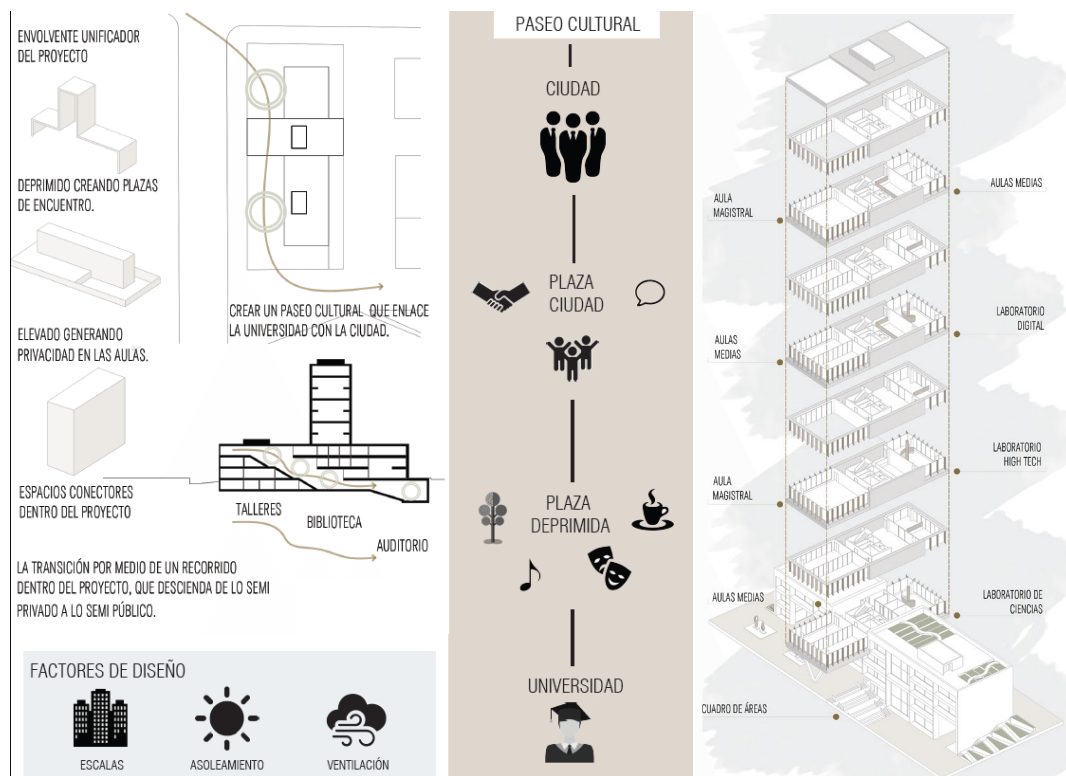 ENVOLVENTE UNIFICADOR
DEL PROYECTO
DEPRIMIDO CREANDO PLAZAS
DE ENCUENTRO.
CREAR UN PASEO CULTURAL QUE ENLACE
LA UNIVERSIDAD CON LA CIUDAD.
ELEVADO GENERANDO
PRIVACIDAD EN LAS AULAS.
ESPACIOS CONECTORES
DENTRO DEL PROYECTO
TALLERES
BIBLIOTECA
AUDITORIO
LA TRANSICIÓN POR MEDIO DE UN RECORRIDO
DENTRO DEL PROYECTO, QUE DESCIENDA DE LO SEMI
PRIVADO A LO SEMI PÚBLICO.
FACTORES DE DISEÑO
ESCALAS
ASOLEAMIENTO
VENTILACIÓN
PASEO CULTURAL
CIUDAD
PLAZA
CIUDAD
PLAZA
DEPRIMIDA
UNIVERSIDAD
AULAS MEDIAS
AULA
MAGISTRAL
LABORATORIO
DIGITAL
AULAS
MEDIAS
LABORATORIO
HIGH TECH
AULA
MAGISTRAL
LABORATORIO DE
CIENCIAS
AULAS MEDIAS
CUADRO DE ÁREAS